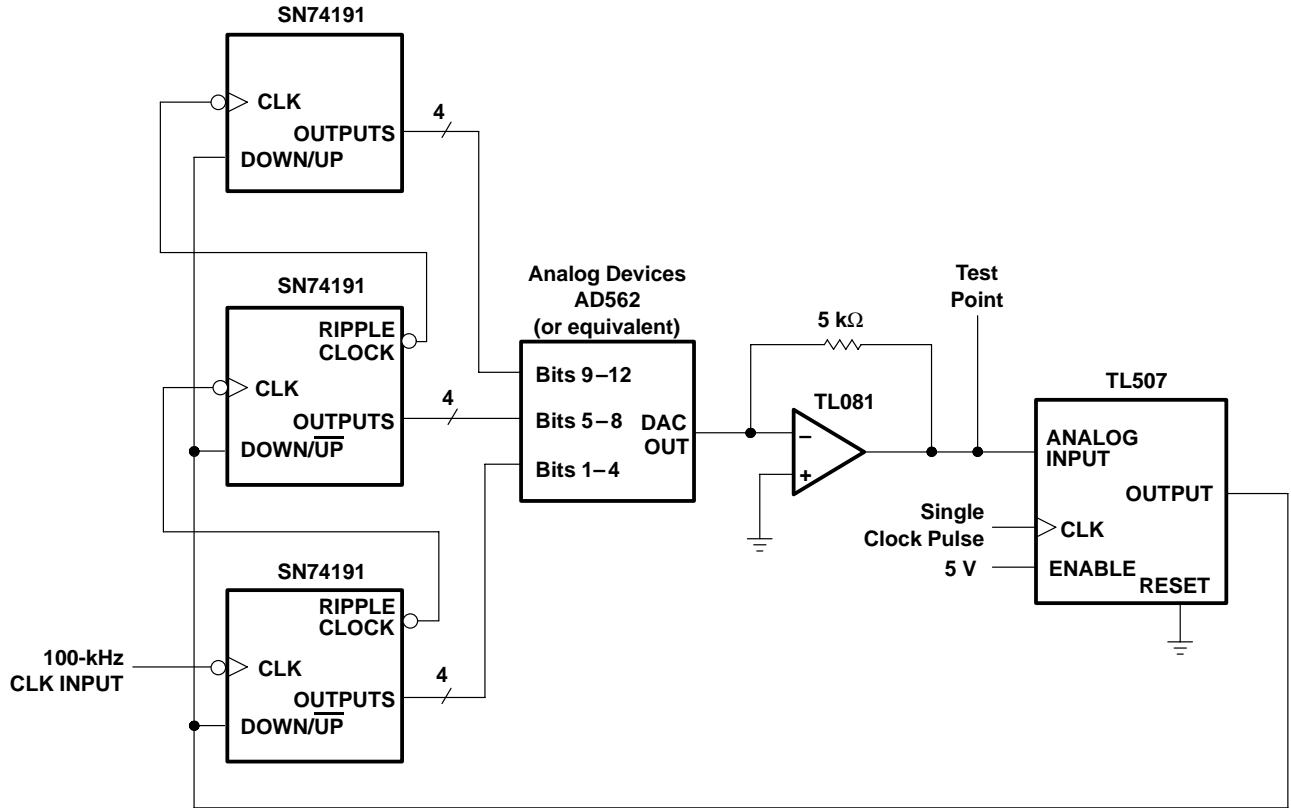 SN74191
CLK
OUTPUTS
DOWN/UP
4
SN74191
RIPPLE
CLOCK
CLK
OUTPUTS
DOWN/UP
4
SN74191
RIPPLE
CLOCK
CLK
OUTPUTS
DOWN/UP
4
100-kHz
CLK INPUT
Analog Devices
AD562
(or equivalent)
Bits 9–12
Bits 5–8
Bits 1–4
DAC
OUT
5 kΩ
TL081
–
+
Test
Point
TL507
ANALOG
INPUT
OUTPUT
CLK
ENABLE
RESET
Single
Clock Pulse
5 V